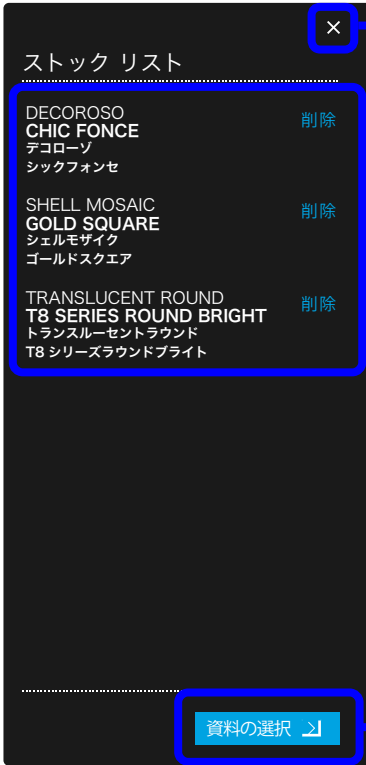 ×
ストック リスト
DECOROSO
削除
CHIC FONCE
デコローゾ
シックフォンセ
SHELL MOSAIC
削除
GOLD SQUARE
シェルモザイク
ゴールドスクエア
TRANSLUCENT ROUND
削除
T8 SERIES ROUND BRIGHT
トランスルーセントラウンド
T8 シリーズラウンドブライト
資料の選択